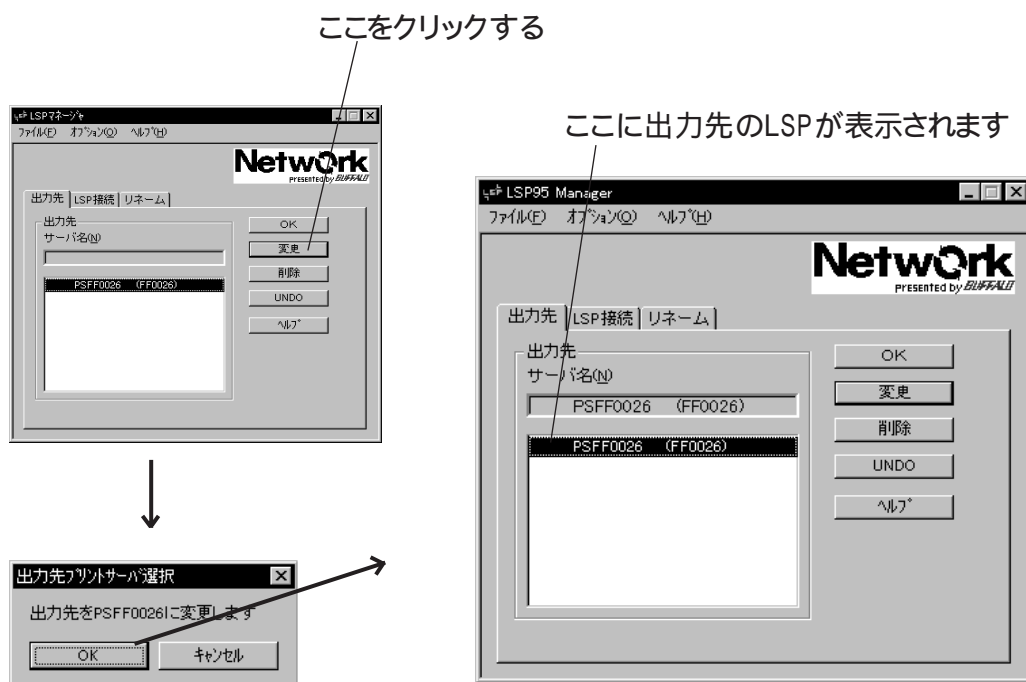 ここをクリックする
LSPマネージャ
ファイル(F) オプション(O) ヘルプ(H)
Network
PRESENTED by BUFFALO
出力先 LSP接続 リネーム
出力先
サーバ名(N)
PSFF0026 (FF0026)
OK
変更
削除
UNDO
ヘルプ
出力先プリントサーバ選択
出力先をPSFF0026に変更します
OK キャンセル
ここに出力先のLSPが表示されます
LSP95 Manager
ファイル(F) オプション(O) ヘルプ(H)
Network
PRESENTED by BUFFALO
出力先 LSP接続 リネーム
出力先
サーバ名(N)
PSFF0026 (FF0026)
PSFF0026 (FF0026)
OK
変更
削除
UNDO
ヘルプ